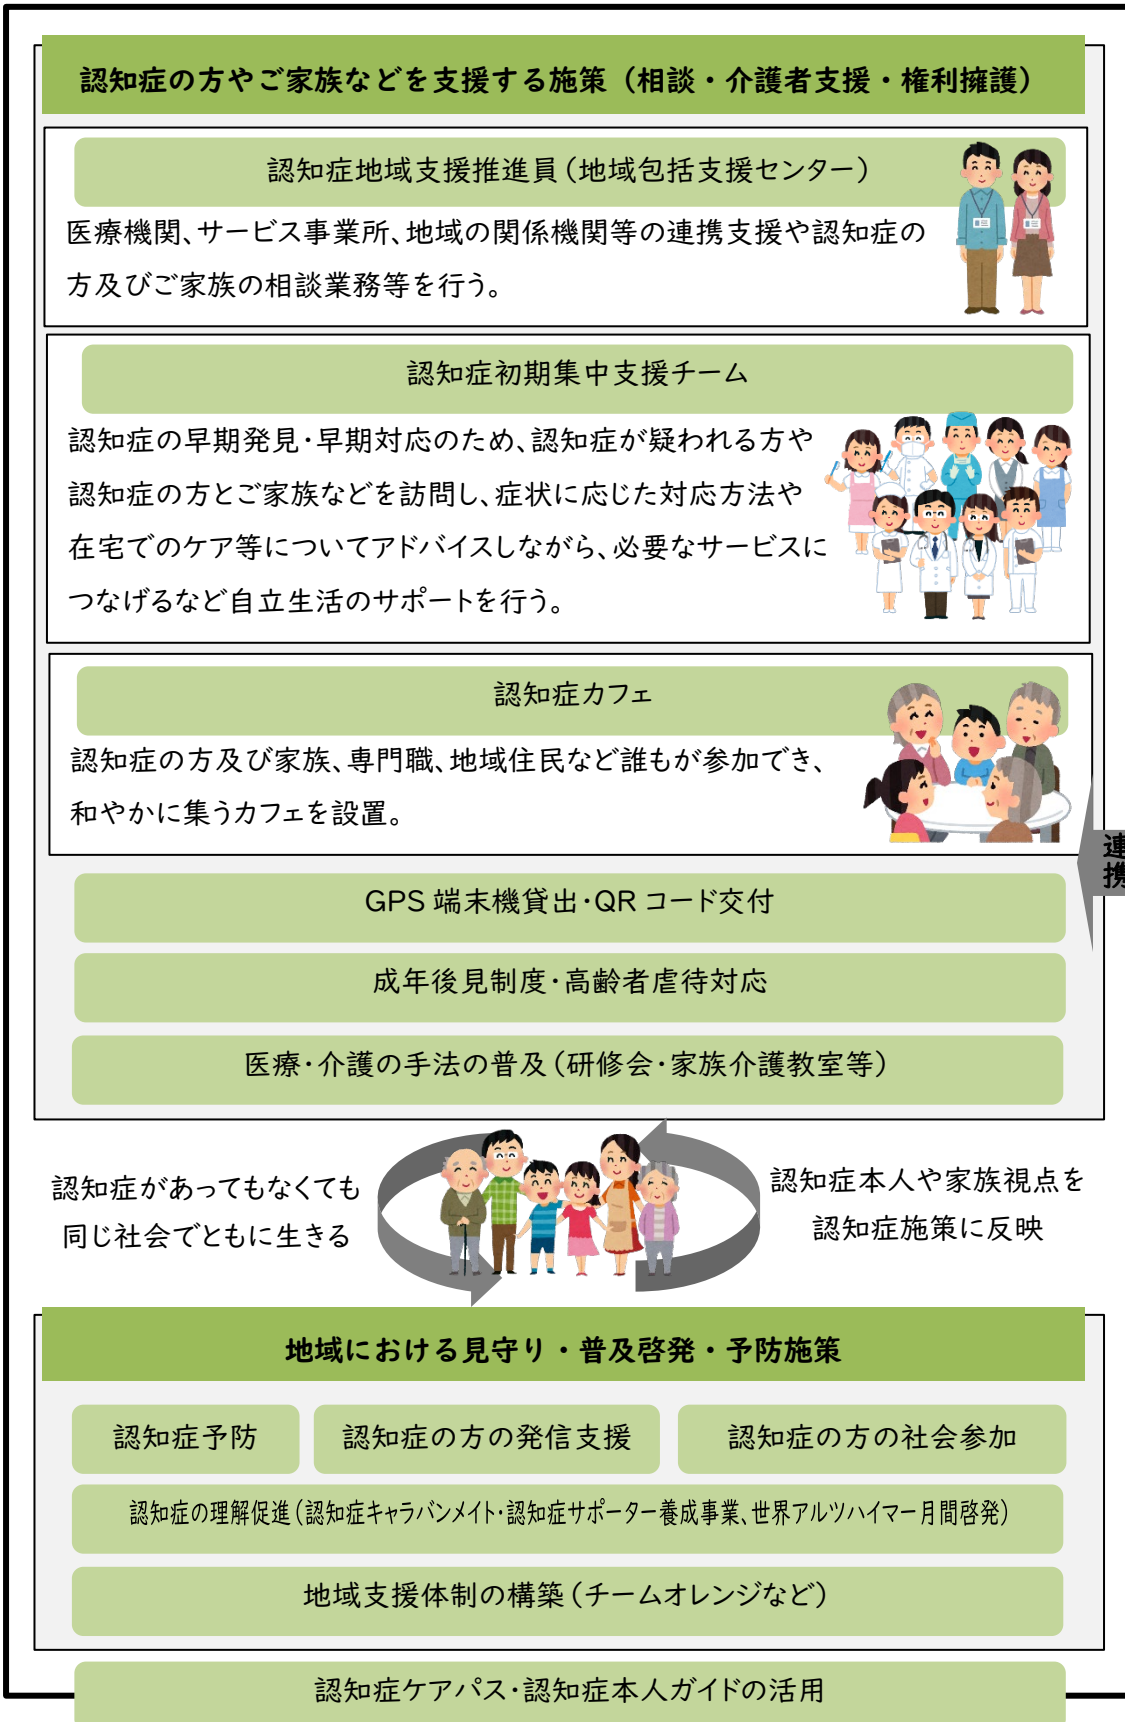 認知症の方やご家族などを支援する施策（相談・介護者支援・権利擁護）
認知症地域支援推進員（地域包括支援センター）
医療機関、サービス事業所、地域の関係機関等の連携支援や認知症の
方及びご家族の相談業務等を行う。
認知症初期集中支援チーム
認知症の早期発見・早期対応のため、認知症が疑われる方や
認知症の方とご家族などを訪問し、症状に応じた対応方法や
在宅でのケア等についてアドバイスしながら、必要なサービスに
つなげるなど自立生活のサポートを行う。
認知症カフェ
認知症の方及び家族、専門職、地域住民など誰もが参加でき、
和やかに集うカフェを設置。
連携
GPS 端末機貸出・QR コード交付
成年後見制度・高齢者虐待対応
医療・介護の手法の普及（研修会・家族介護教室等）
認知症があってもなくても
同じ社会でともに生きる
認知症本人や家族視点を
認知症施策に反映
地域における見守り・普及啓発・予防施策
認知症予防
認知症の方の発信支援
認知症の方の社会参加
認知症の理解促進（認知症キャラバンメイト・認知症サポーター養成事業、世界アルツハイマー月間啓発）
地域支援体制の構築（チームオレンジなど）
認知症ケアパス・認知症本人ガイドの活用